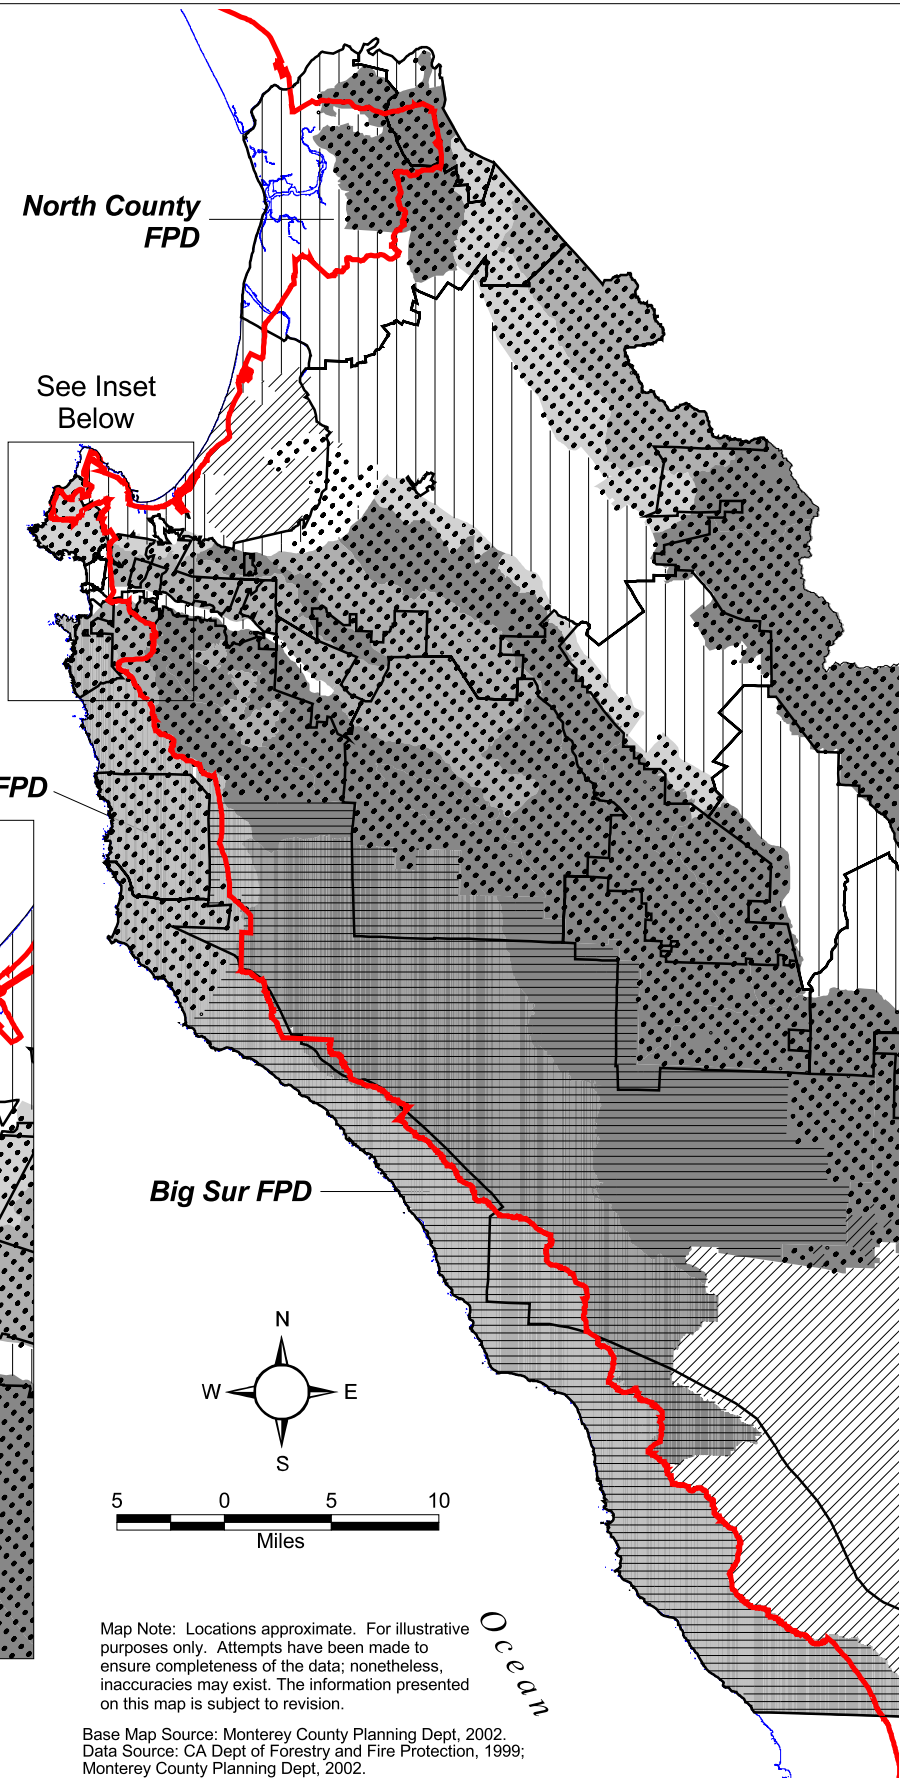 North County
FPD
See Inset
Below
FPD
Big Sur FPD
N
W
E
S
5 0 5 10
Miles
Ocean
Map Note: Locations approximate. For illustrative
purposes only. Attempts have been made to
ensure completeness of the data; nonetheless,
inaccuracies may exist. The information presented
on this map is subject to revision.
Base Map Source: Monterey County Planning Dept, 2002.
Data Source: CA Dept of Forestry and Fire Protection, 1999;
Monterey County Planning Dept, 2002.